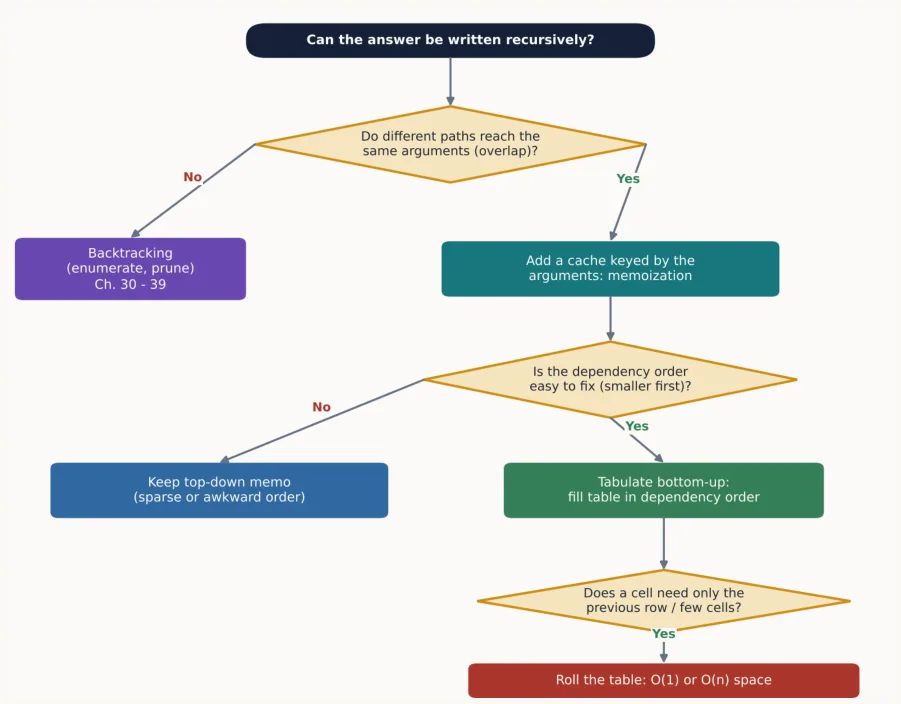 Can the answer be written recursively?
Do different paths reach the
same arguments (overlap)?
No
Yes
Backtracking
(enumerate, prune)
Ch. 30 - 39
Add a cache keyed by the
arguments: memoization
Is the dependency order
easy to fix (smaller first)?
No
Yes
Keep top-down memo
(sparse or awkward order)
Tabulate bottom-up:
fill table in dependency order
Does a cell need only the
previous row / few cells?
Yes
Roll the table: O(1) or O(n) space